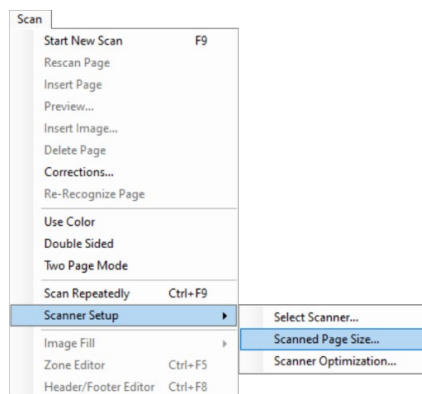 Scan
Start New Scan F9
Rescan Page
Insert Page
Preview...
Insert Image...
Delete Page
Corrections...
Re-Recognize Page
Use Color
Double Sided
Two Page Mode
Scan Repeatedly Ctrl+F9
Scanner Setup
Select Scanner...
Scanned Page Size...
Scanner Optimization...
Image Fill
Zone Editor Ctrl+F5
Header/Footer Editor Ctrl+F8